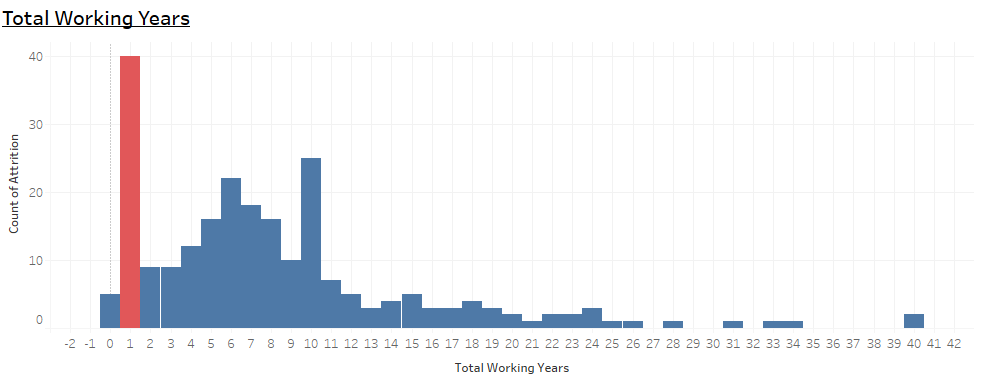 Total Working Years
40
30
20
10
0
Count of Attrition
-2 -1 0 1 2 3 4 5 6 7 8 9 10 11 12 13 14 15 16 17 18 19 20 21 22 23 24 25 26 27 28 29 30 31 32 33 34 35 36 37 38 39 40 41 42
Total Working Years